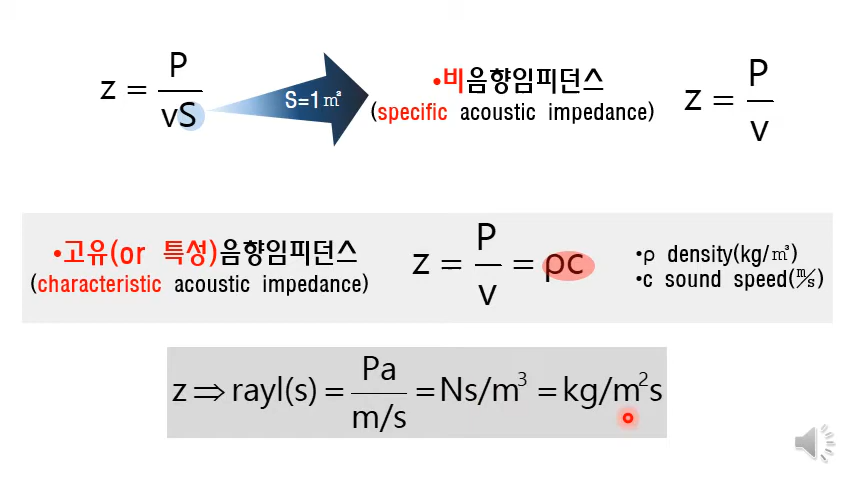 z = P / vS
S=1㎥
•비음향임피던스
(specific acoustic impedance)
z = P / v
•고유(or 특성)음향임피던스
(characteristic acoustic impedance)
z = P / v = ρc
•ρ density(kg/㎥)
•c sound speed(㎧)
z ⇒ rayl(s) = Pa / m/s = Ns/m³ = kg/m²s